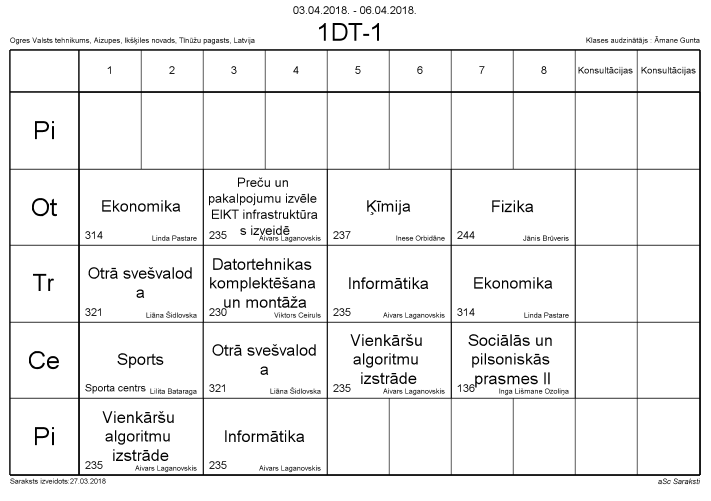 03.04.2018. - 06.04.2018.
1DT-1
Ogres Valsts tehnikums, Aizupes, Ikšķiles novads, Tīnūžu pagasts, Latvija
Klases audzinātājs : Āmane Gunta
1 2 3 4 5 6 7 8 Konsultācijas Konsultācijas
Pi
Ot
Ekonomika
314 Linda Pastare
Preču un
pakalpojumu izvēle
EIKT infrastruktūra
s izveidē
235 Aivars Laganovskis
Ķīmija
237 Inese Orbidāne
Fizika
244 Jānis Brūveris
Tr
Otrā svešvalod
a
321 Liāna Šidlovska
Datortehnikas
komplektēšana
un montāža
230 Viktors Ceiruls
Informātika
235 Aivars Laganovskis
Ekonomika
314 Linda Pastare
Ce
Sports
Sporta centrs Lilita Bataraga
Otrā svešvalod
a
321 Liāna Šidlovska
Vienkāršu
algoritmu
izstrāde
235 Aivars Laganovskis
Sociālās un
pilsoniskās
prasmes II
136 Inga Lišmane Ozoliņa
Pi
Vienkāršu
algoritmu
izstrāde
235 Aivars Laganovskis
Informātika
235 Aivars Laganovskis
Saraksts izveidots:27.03.2018
aSc Saraksti